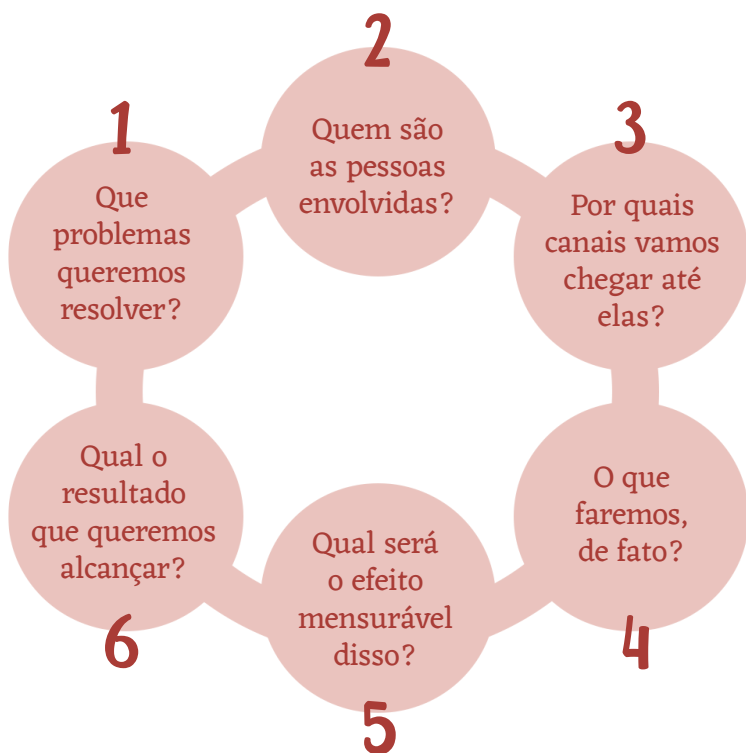 1
Que
problemas
queremos
resolver?
2
Quem são
as pessoas
envolvidas?
3
Por quais
canais vamos
chegar até
elas?
O que
faremos,
de fato?
4
Qual será
o efeito
mensurável
disso?
5
Qual o
resultado
que queremos
alcançar?
6